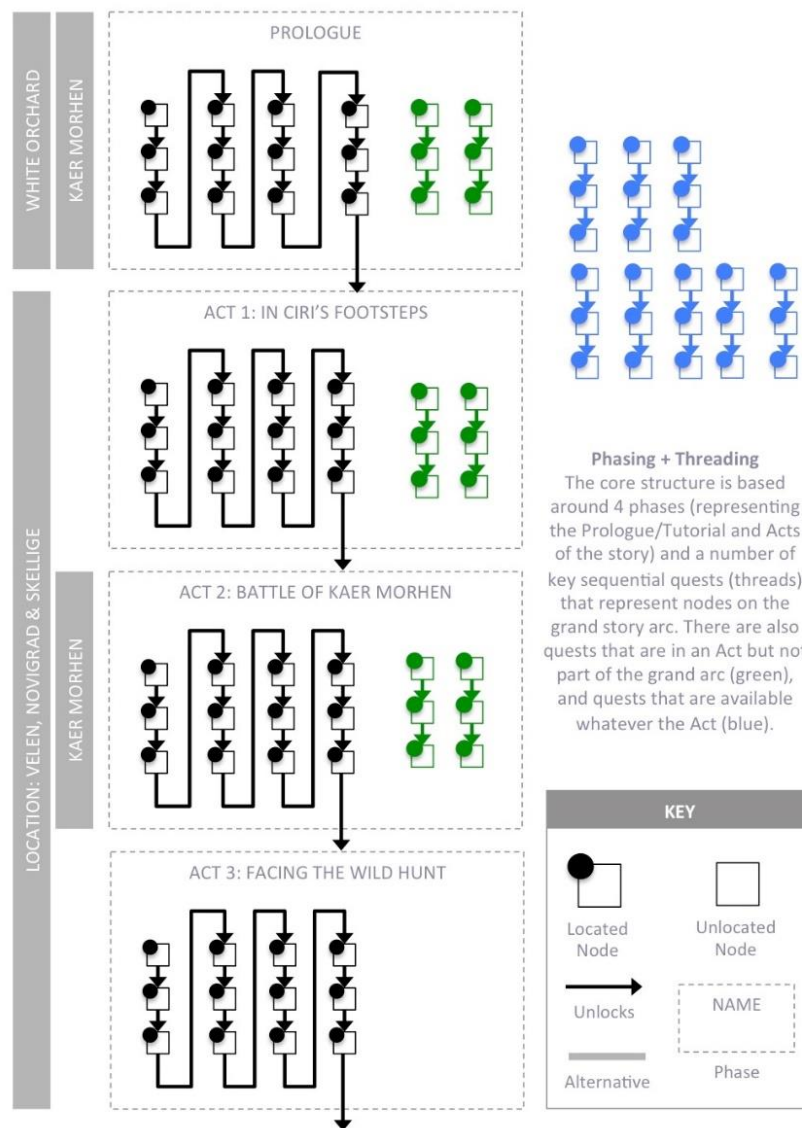 WHITE ORCHARD
KAER MORHEN
PROLOGUE
LOCATION: VELEN, NOVIGRAD & SKELLIGE
ACT 1: IN CIRI'S FOOTSTEPS
KAER MORHEN
ACT 2: BATTLE OF KAER MORHEN
ACT 3: FACING THE WILD HUNT
Phasing + Threading
The core structure is based
around 4 phases (representing
the Prologue/Tutorial and Acts
of the story) and a number of
key sequential quests (threads)
that represent nodes on the
grand story arc. There are also
quests that are in an Act but not
part of the grand arc (green),
and quests that are available
whatever the Act (blue).
KEY
Located
Node
Unlocated
Node
Unlocks
NAME
Alternative
Phase